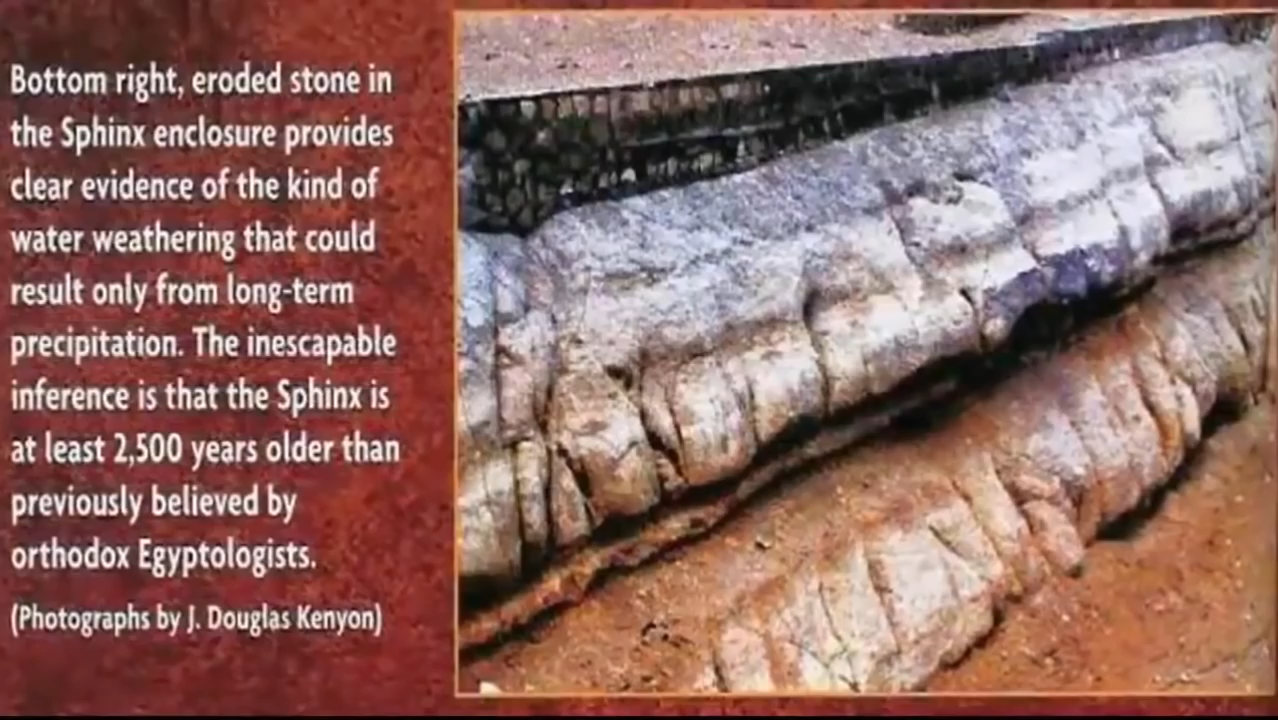 Bottom right, eroded stone in
the Sphinx enclosure provides
clear evidence of the kind of
water weathering that could
result only from long-term
precipitation. The inescapable
inference is that the Sphinx is
at least 2,500 years older than
previously believed by
orthodox Egyptologists.
(Photographs by J. Douglas Kenyon)